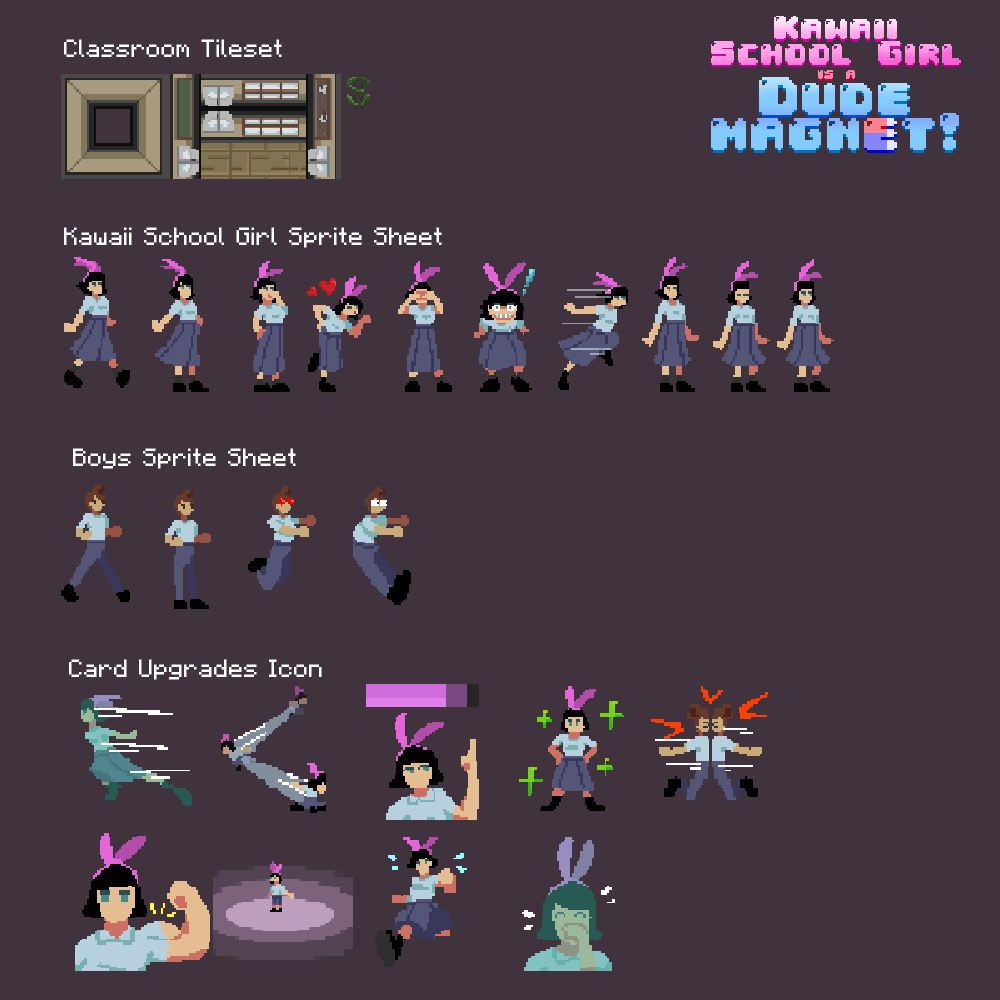 Classroom Tileset
KAWAII
SCHOOL GIRL
IS A
DUDE
MAGNET!
Kawaii School Girl Sprite Sheet
Boys Sprite Sheet
Card Upgrades Icon